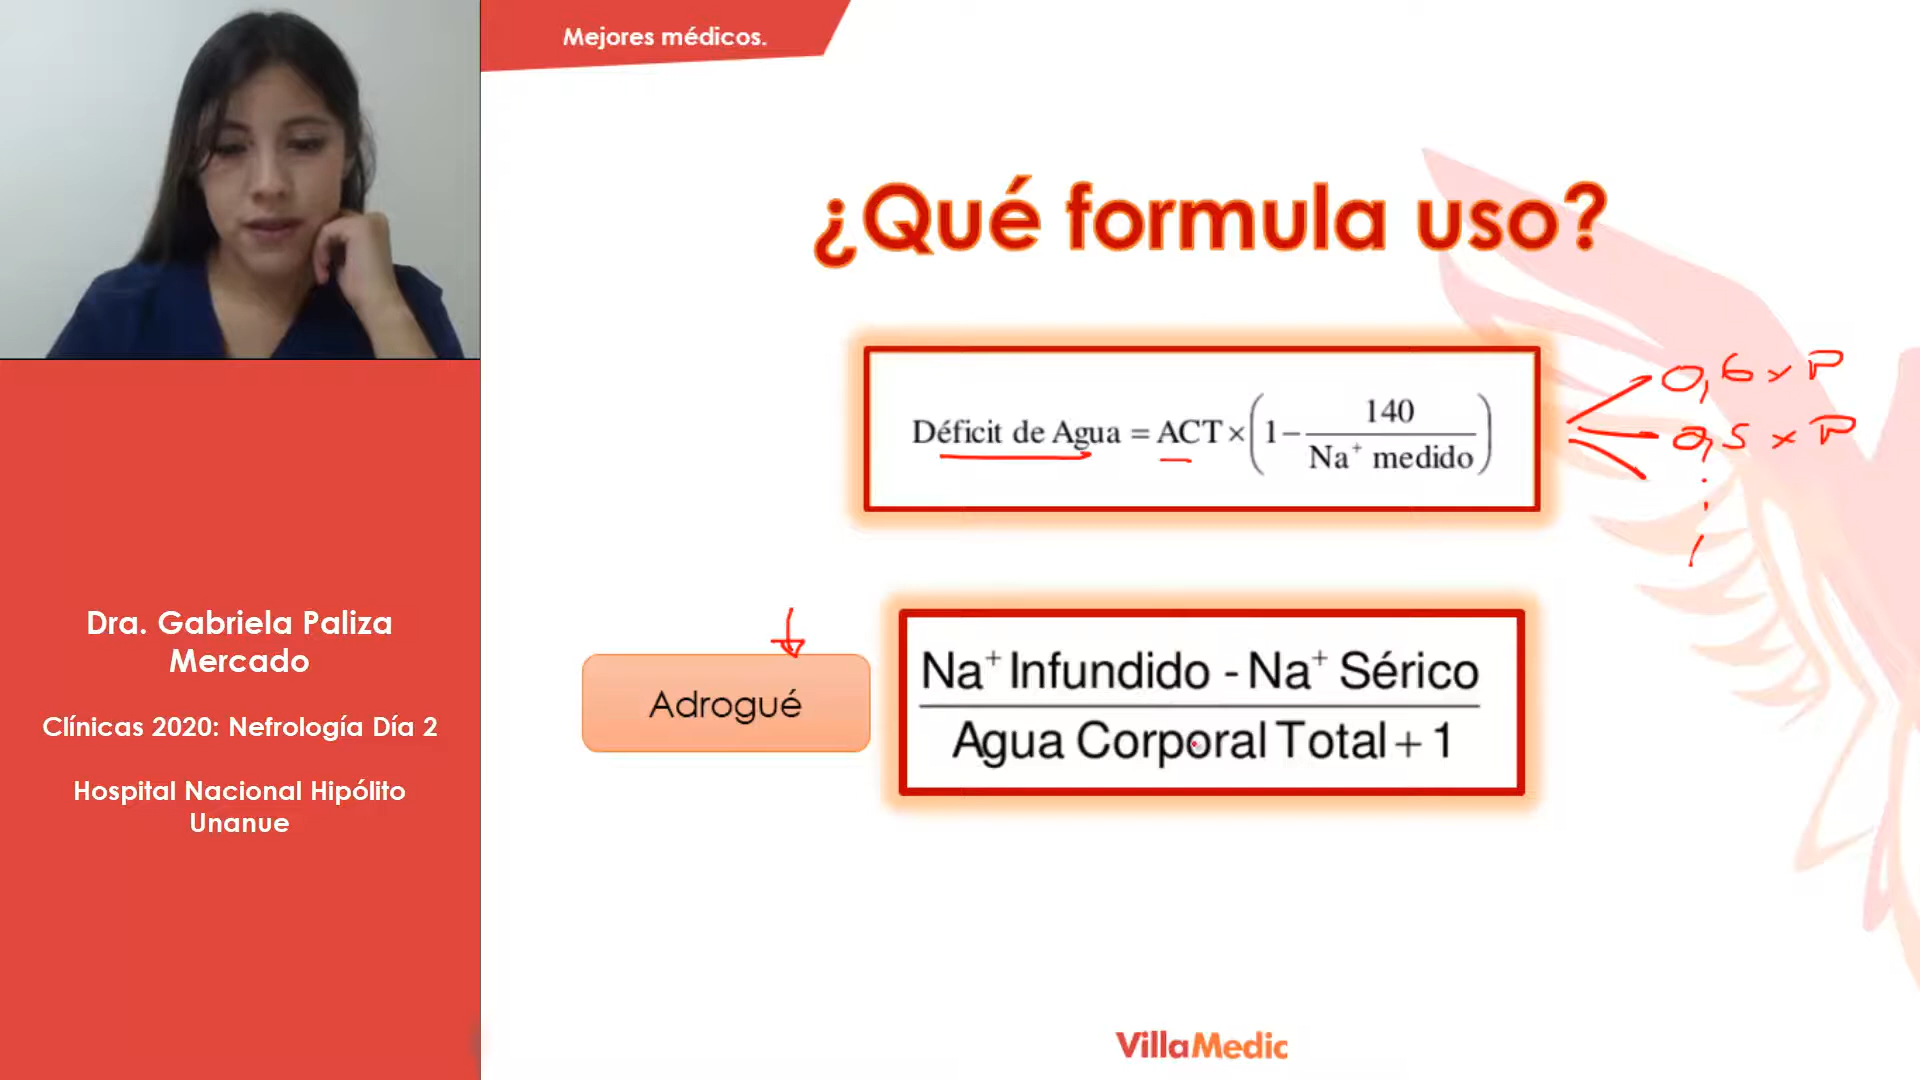 Mejores médicos.
¿Qué formula uso?
Déficit de Agua = ACT × ( 1 − 140 / Na⁺ medido )
0,6 x P
0,5 x P
Adrogué
Na⁺ Infundido - Na⁺ Sérico
Agua Corporal Total + 1
Dra. Gabriela Paliza
Mercado
Clínicas 2020: Nefrología Día 2
Hospital Nacional Hipólito
Unanue
VillaMedic